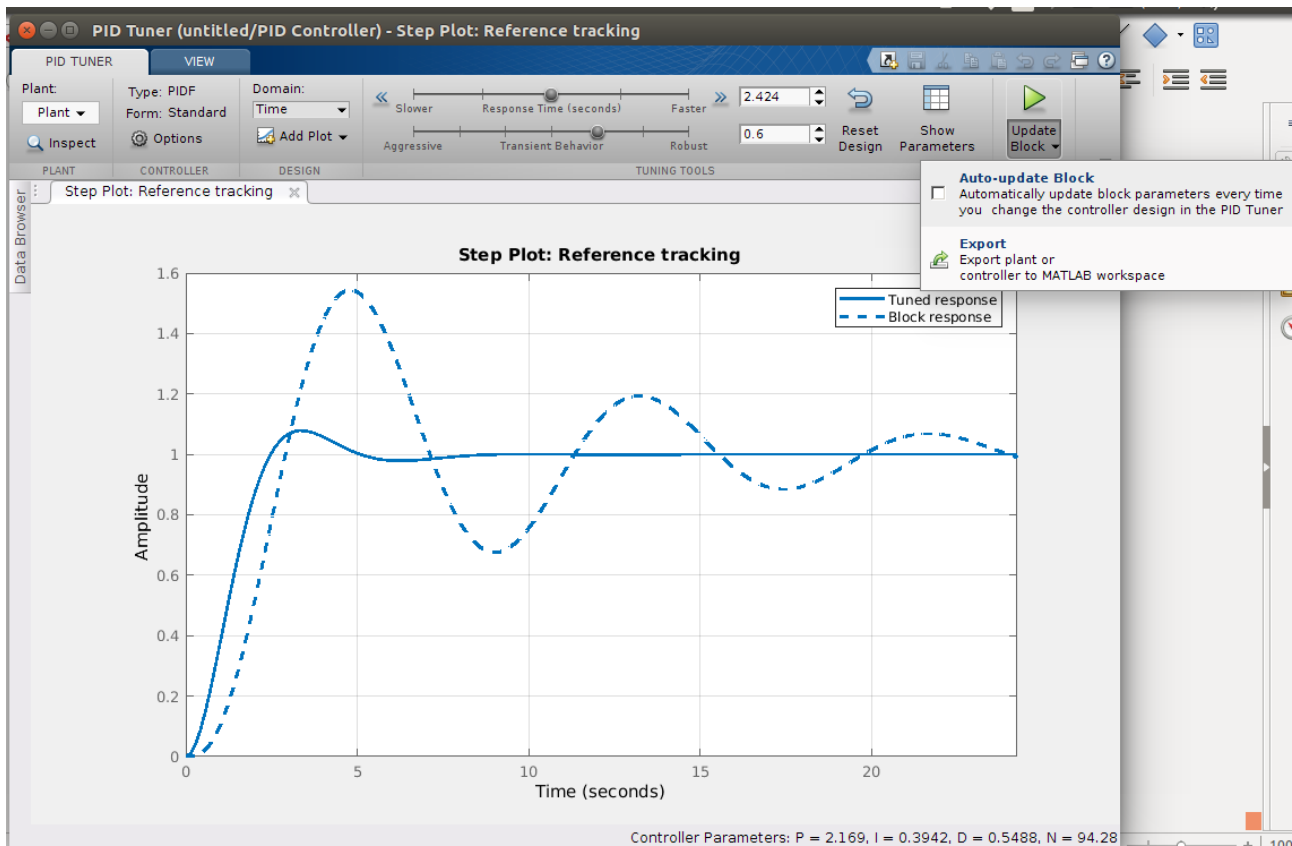 PID Tuner (untitled/PID Controller) - Step Plot: Reference tracking
PID TUNER
VIEW
Plant:
Plant
Inspect
PLANT
Type: PIDF
Form: Standard
Options
CONTROLLER
Domain:
Time
Add Plot
DESIGN
Slower
Response Time (seconds)
Faster
2.424
Aggressive
Transient Behavior
Robust
0.6
TUNING TOOLS
Reset
Design
Show
Parameters
Update
Block
Auto-update Block
Automatically update block parameters every time
you change the controller design in the PID Tuner
Export
Export plant or
controller to MATLAB workspace
Data Browser
Step Plot: Reference tracking
Step Plot: Reference tracking
Tuned response
Block response
Amplitude
1.6
1.4
1.2
1
0.8
0.6
0.4
0.2
0
0
5
10
15
20
Time (seconds)
Controller Parameters: P = 2.169, I = 0.3942, D = 0.5488, N = 94.28